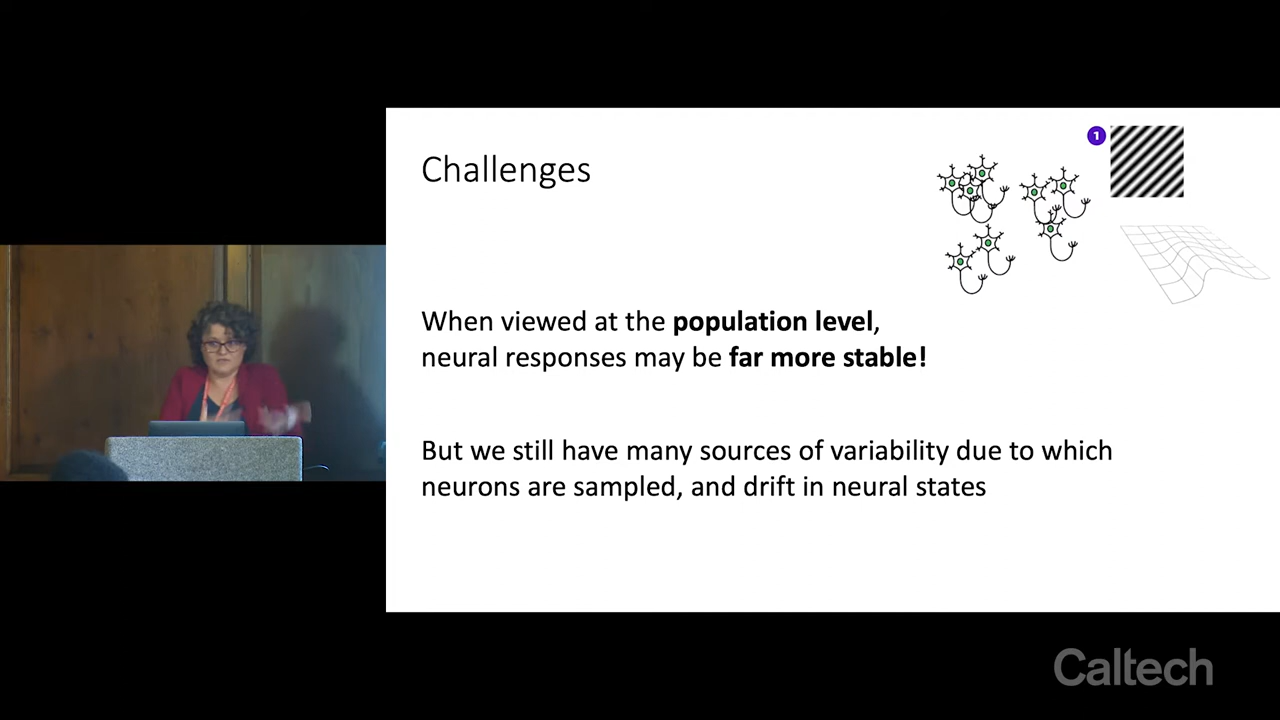 Challenges
1
When viewed at the population level,
neural responses may be far more stable!
But we still have many sources of variability due to which
neurons are sampled, and drift in neural states
Caltech